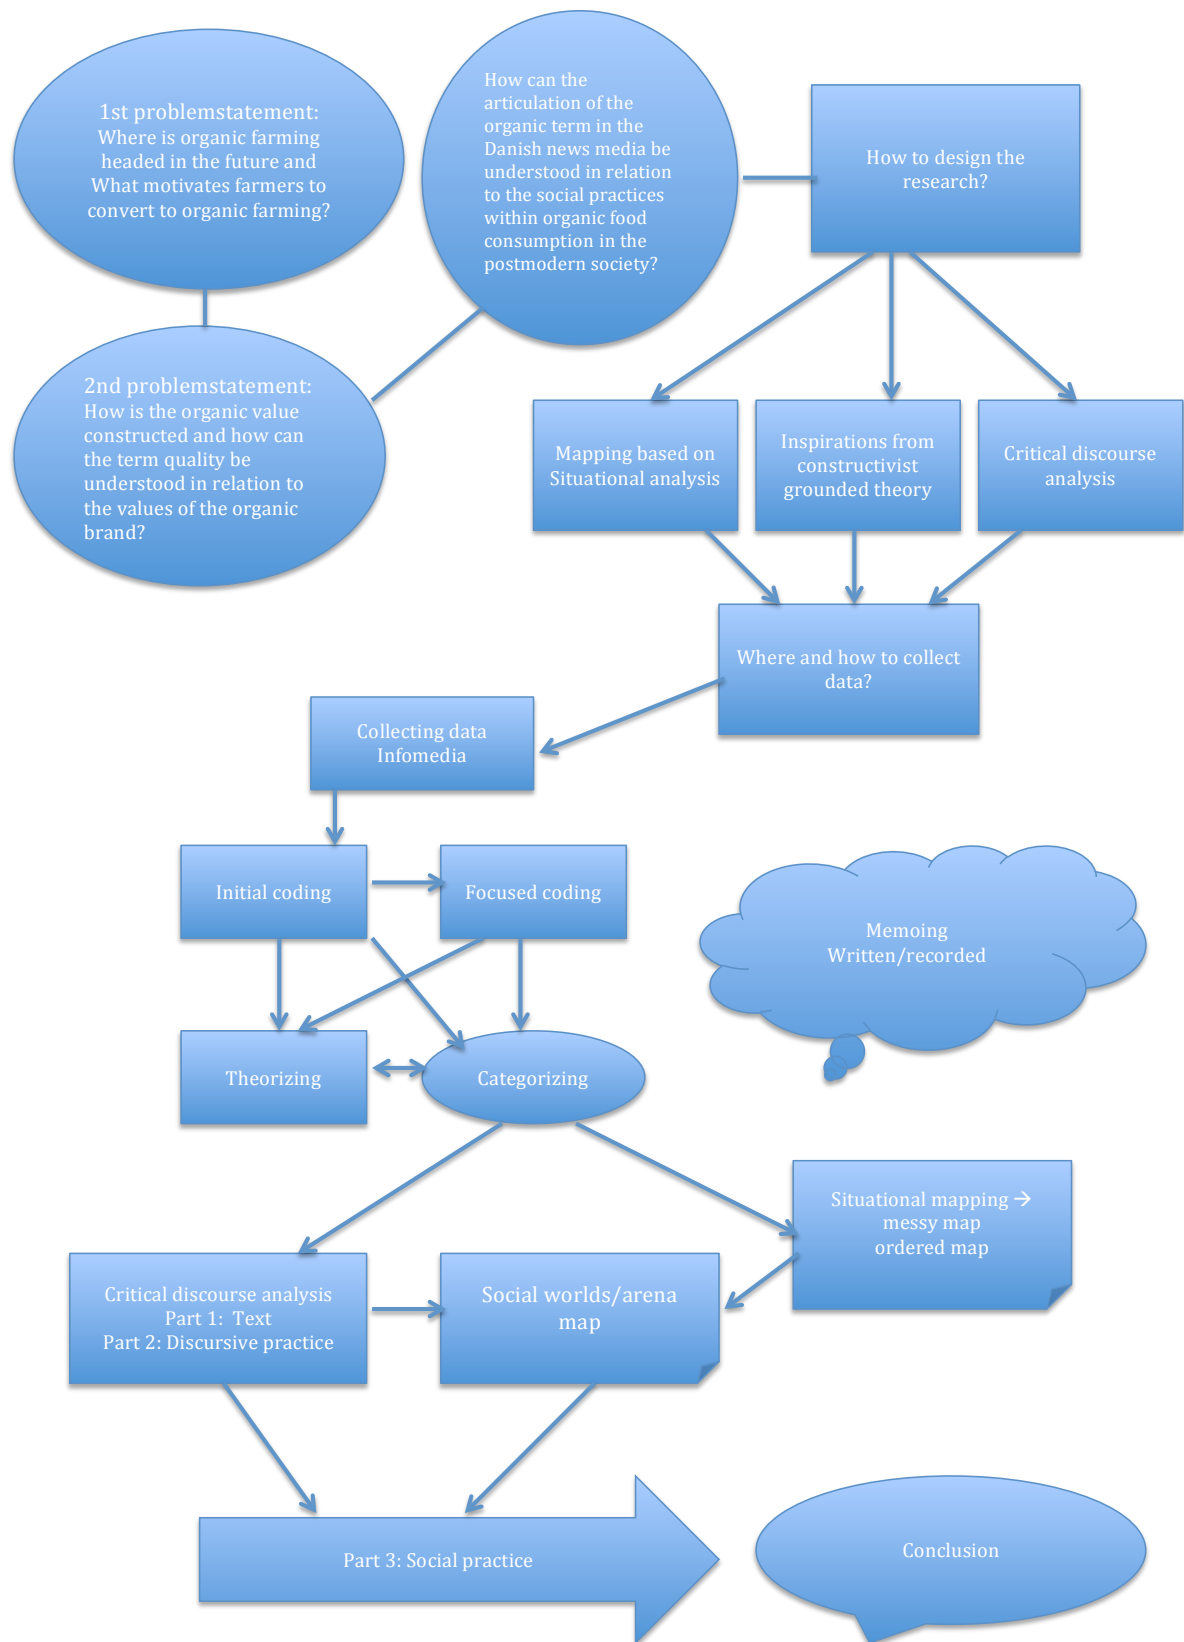 1st problemstatement:
Where is organic farming
headed in the future and
What motivates farmers to
convert to organic farming?
How can the
articulation of the
organic term in the
Danish news media be
understood in relation
to the social practices
within organic food
consumption in the
postmodern society?
How to design the
research?
2nd problemstatement:
How is the organic value
constructed and how can
the term quality be
understood in relation to
the values of the organic
brand?
Mapping based on
Situational analysis
Inspirations from
constructivist
grounded theory
Critical discourse
analysis
Where and how to collect
data?
Collecting data
Infomedia
Initial coding
Focused coding
Memoing
Written/recorded
Theorizing
Categorizing
Situational mapping →
messy map
ordered map
Critical discourse analysis
Part 1:  Text
Part 2: Discursive practice
Social worlds/arena
map
Part 3: Social practice
Conclusion